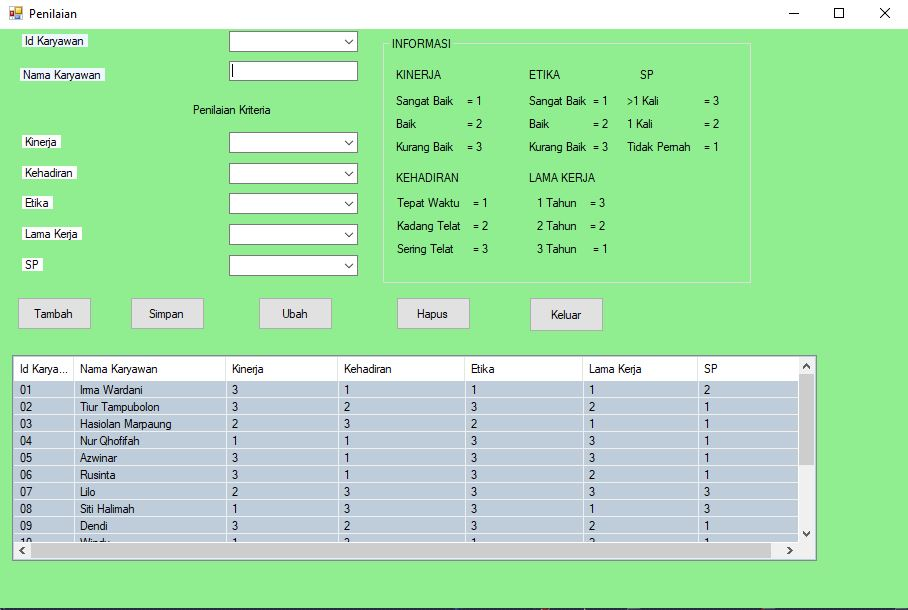 Penilaian
Id Karyawan
Nama Karyawan
Penilaian Kriteria
Kinerja
Kehadiran
Etika
Lama Kerja
SP
INFORMASI
KINERJA ETIKA SP
Sangat Baik = 1 Sangat Baik = 1 >1 Kali = 3
Baik = 2 Baik = 2 1 Kali = 2
Kurang Baik = 3 Kurang Baik = 3 Tidak Pernah = 1
KEHADIRAN LAMA KERJA
Tepat Waktu = 1 1 Tahun = 3
Kadang Telat = 2 2 Tahun = 2
Sering Telat = 3 3 Tahun = 1
Tambah Simpan Ubah Hapus Keluar
Id Karya... Nama Karyawan Kinerja Kehadiran Etika Lama Kerja SP
01 Irma Wardani 3 1 1 1 2
02 Tiur Tampubolon 3 2 3 2 1
03 Hasiolan Marpaung 2 3 2 1 1
04 Nur Qhofifah 1 1 3 3 1
05 Azwinar 3 1 3 3 1
06 Rusinta 3 1 3 2 1
07 Lilo 2 3 3 3 3
08 Siti Halimah 1 3 3 1 3
09 Dendi 3 2 3 2 1